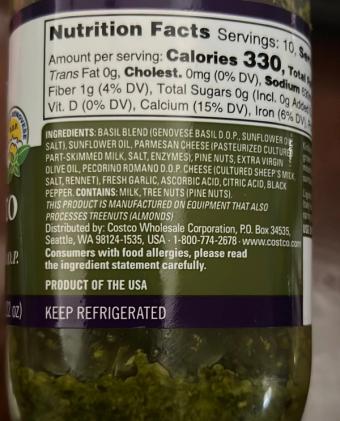 Nutrition Facts Servings: 10,
Amount per serving: Calories 330, Total
Trans Fat 0g, Cholest. 0mg (0% DV), Sodium
Fiber 1g (4% DV), Total Sugars 0g (Incl. 0g Added
Vit. D (0% DV), Calcium (15% DV), Iron (6% DV),
INGREDIENTS: BASIL BLEND (GENOVESE BASIL D.O.P., SUNFLOWER OIL,
SALT), SUNFLOWER OIL, PARMESAN CHEESE (PASTEURIZED CULTURED
PART-SKIMMED MILK, SALT, ENZYMES), PINE NUTS, EXTRA VIRGIN
OLIVE OIL, PECORINO ROMANO D.O.P. CHEESE (CULTURED SHEEP'S MILK,
SALT, RENNET), FRESH GARLIC, ASCORBIC ACID, CITRIC ACID, BLACK
PEPPER. CONTAINS: MILK, TREE NUTS (PINE NUTS).
THIS PRODUCT IS MANUFACTURED ON EQUIPMENT THAT ALSO
PROCESSES TREENUTS (ALMONDS)
Distributed by: Costco Wholesale Corporation, P.O. Box 34535,
Seattle, WA 98124-1535, USA · 1-800-774-2678 · www.costco.com
Consumers with food allergies, please read
the ingredient statement carefully.
PRODUCT OF THE USA
KEEP REFRIGERATED
O.P.
oz)